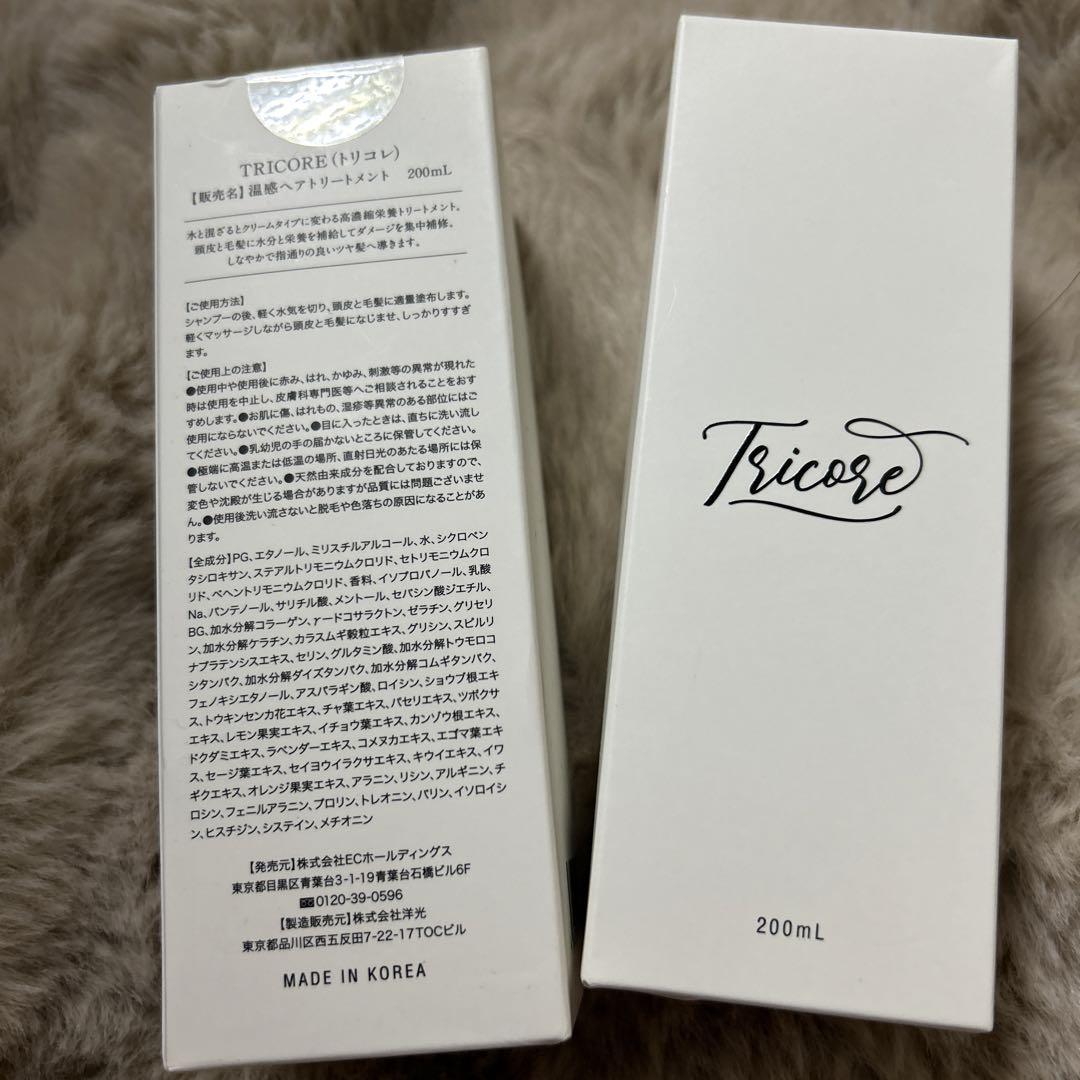 TRICORE(トリコレ)
【販売名】温感ヘアトリートメント 200mL
水と混ざるとクリームタイプに変わる高濃縮栄養トリートメント。
頭皮と毛髪に水分と栄養を補給してダメージを集中補修。
しなやかで指通りの良いツヤ髪へ導きます。
【ご使用方法】
シャンプーの後、軽く水気を切り、頭皮と毛髪に適量塗布します。
軽くマッサージしながら頭皮と毛髪になじませ、しっかりすすぎ
ます。
【ご使用上の注意】
●使用中や使用後に赤み、はれ、かゆみ、刺激等の異常が現れた
時は使用を中止し、皮膚科専門医等へご相談されることをおす
すめします。●お肌に傷、はれもの、湿疹等異常のある部位にはご
使用にならないでください。●目に入ったときは、直ちに洗い流し
てください。●乳幼児の手の届かないところに保管してください。
●極端に高温または低温の場所、直射日光のあたる場所には保
管しないでください。●天然由来成分を配合しておりますので、
変色や沈殿が生じる場合がありますが品質には問題ございませ
ん。●使用後洗い流さないと脱毛や色落ちの原因になることがあ
ります。
【全成分】PG、エタノール、ミリスチルアルコール、水、シクロペン
タシロキサン、ステアルトリモニウムクロリド、セトリモニウムクロ
リド、ベヘントリモニウムクロリド、香料、イソプロパノール、乳酸
Na、パンテノール、サリチル酸、メントール、セバシン酸ジエチル、
BG、加水分解コラーゲン、γ-ドコサラクトン、ゼラチン、グリセリ
ン、加水分解ケラチン、カラスムギ穀粒エキス、グリシン、スピルリ
ナプラテンシスエキス、セリン、グルタミン酸、加水分解トウモロコ
シタンパク、加水分解ダイズタンパク、加水分解コムギタンパク、
フェノキシエタノール、アスパラギン酸、ロイシン、ショウブ根エキ
ス、トウキンセンカ花エキス、チャ葉エキス、パセリエキス、ツボクサ
エキス、レモン果実エキス、イチョウ葉エキス、カンゾウ根エキス、
ドクダミエキス、ラベンダーエキス、コメヌカエキス、エゴマ葉エキ
ス、セージ葉エキス、セイヨウイラクサエキス、キウイエキス、イワ
ギクエキス、オレンジ果実エキス、アラニン、リシン、アルギニン、チ
ロシン、フェニルアラニン、プロリン、トレオニン、バリン、イソロイシ
ン、ヒスチジン、システイン、メチオニン
【発売元】株式会社ECホールディングス
東京都目黒区青葉台3-1-19青葉台石橋ビル6F
0120-39-0596
【製造販売元】株式会社洋光
東京都品川区西五反田7-22-17TOCビル
MADE IN KOREA
Tricore
200mL